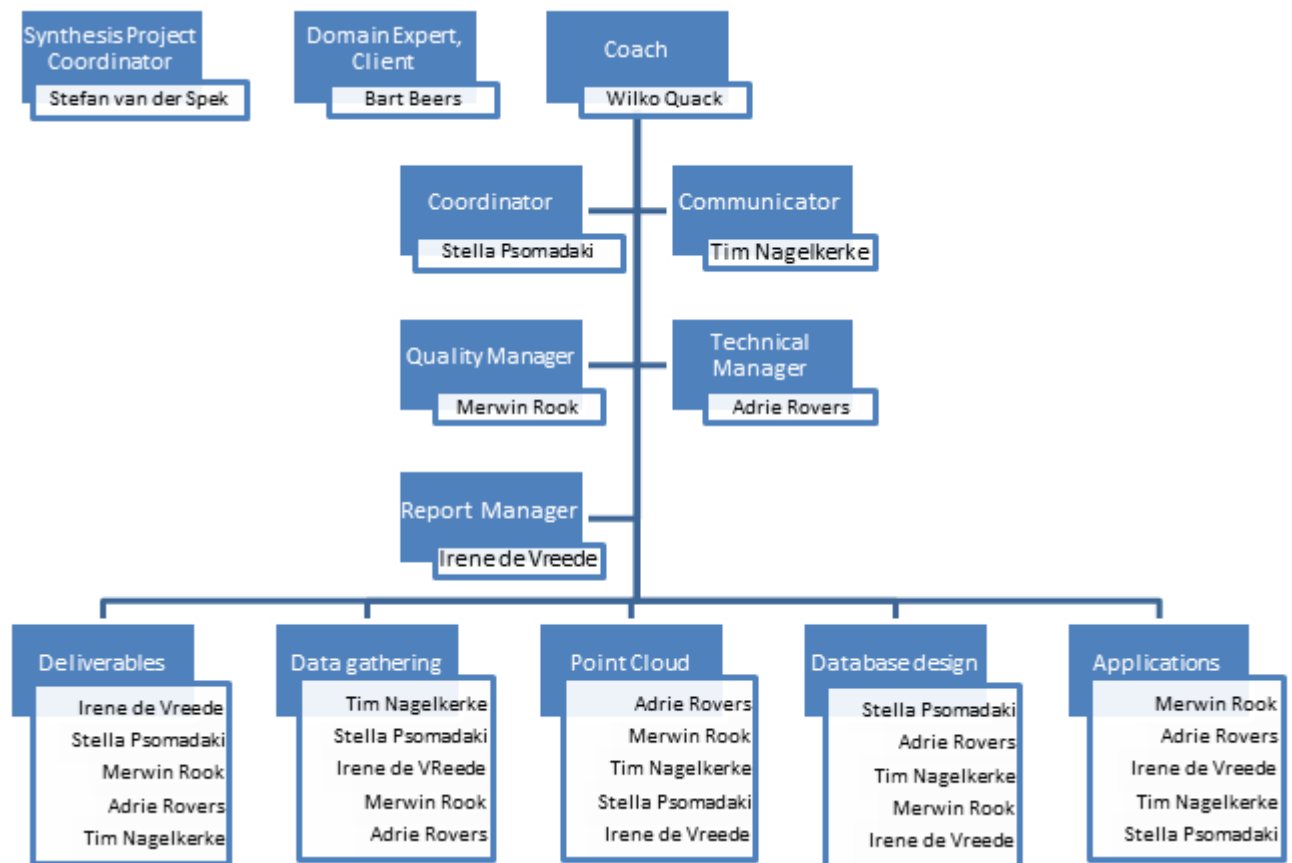 Synthesis Project
Coordinator
Stefan van der Spek
Domain Expert,
Client
Bart Beers
Coach
Wilko Quack
Coordinator
Stella Psomadaki
Communicator
Tim Nagelkerke
Quality Manager
Merwin Rook
Technical
Manager
Adrie Rovers
Report Manager
Irene de Vreede
Deliverables
Irene de Vreede
Stella Psomadaki
Merwin Rook
Adrie Rovers
Tim Nagelkerke
Data gathering
Tim Nagelkerke
Stella Psomadaki
Irene de VReede
Merwin Rook
Adrie Rovers
Point Cloud
Adrie Rovers
Merwin Rook
Tim Nagelkerke
Stella Psomadaki
Irene de Vreede
Database design
Stella Psomadaki
Adrie Rovers
Tim Nagelkerke
Merwin Rook
Irene de Vreede
Applications
Merwin Rook
Adrie Rovers
Irene de Vreede
Tim Nagelkerke
Stella Psomadaki